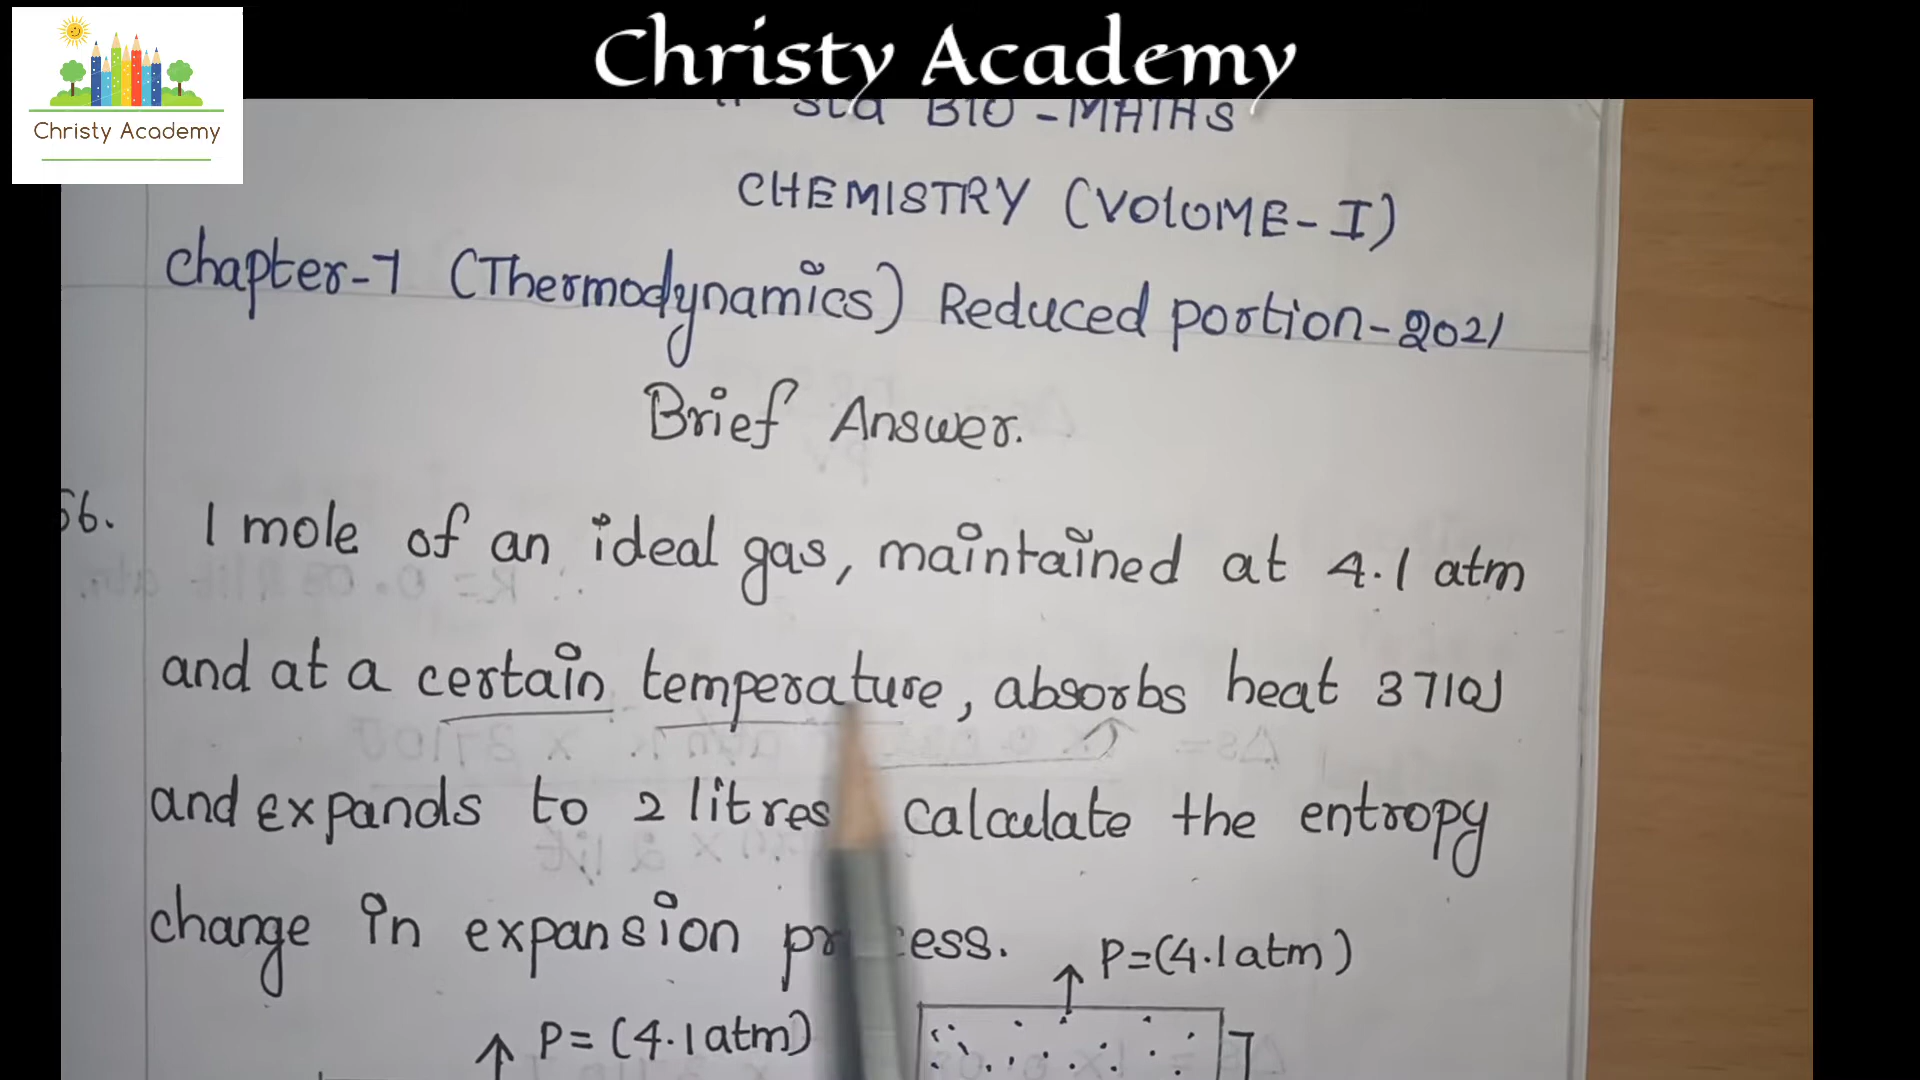 Christy Academy
Christy Academy
std BIO - MATHS
CHEMISTRY (VOLUME - I)
Chapter-7 (Thermodynamics) Reduced portion-2021
Brief Answer.
56. 1 mole of an ideal gas, maintained at 4.1 atm
and at a certain temperature, absorbs heat 3710J
and expands to 2 litres calculate the entropy
change in expansion
P=(4.1atm)
P= (4.1atm)